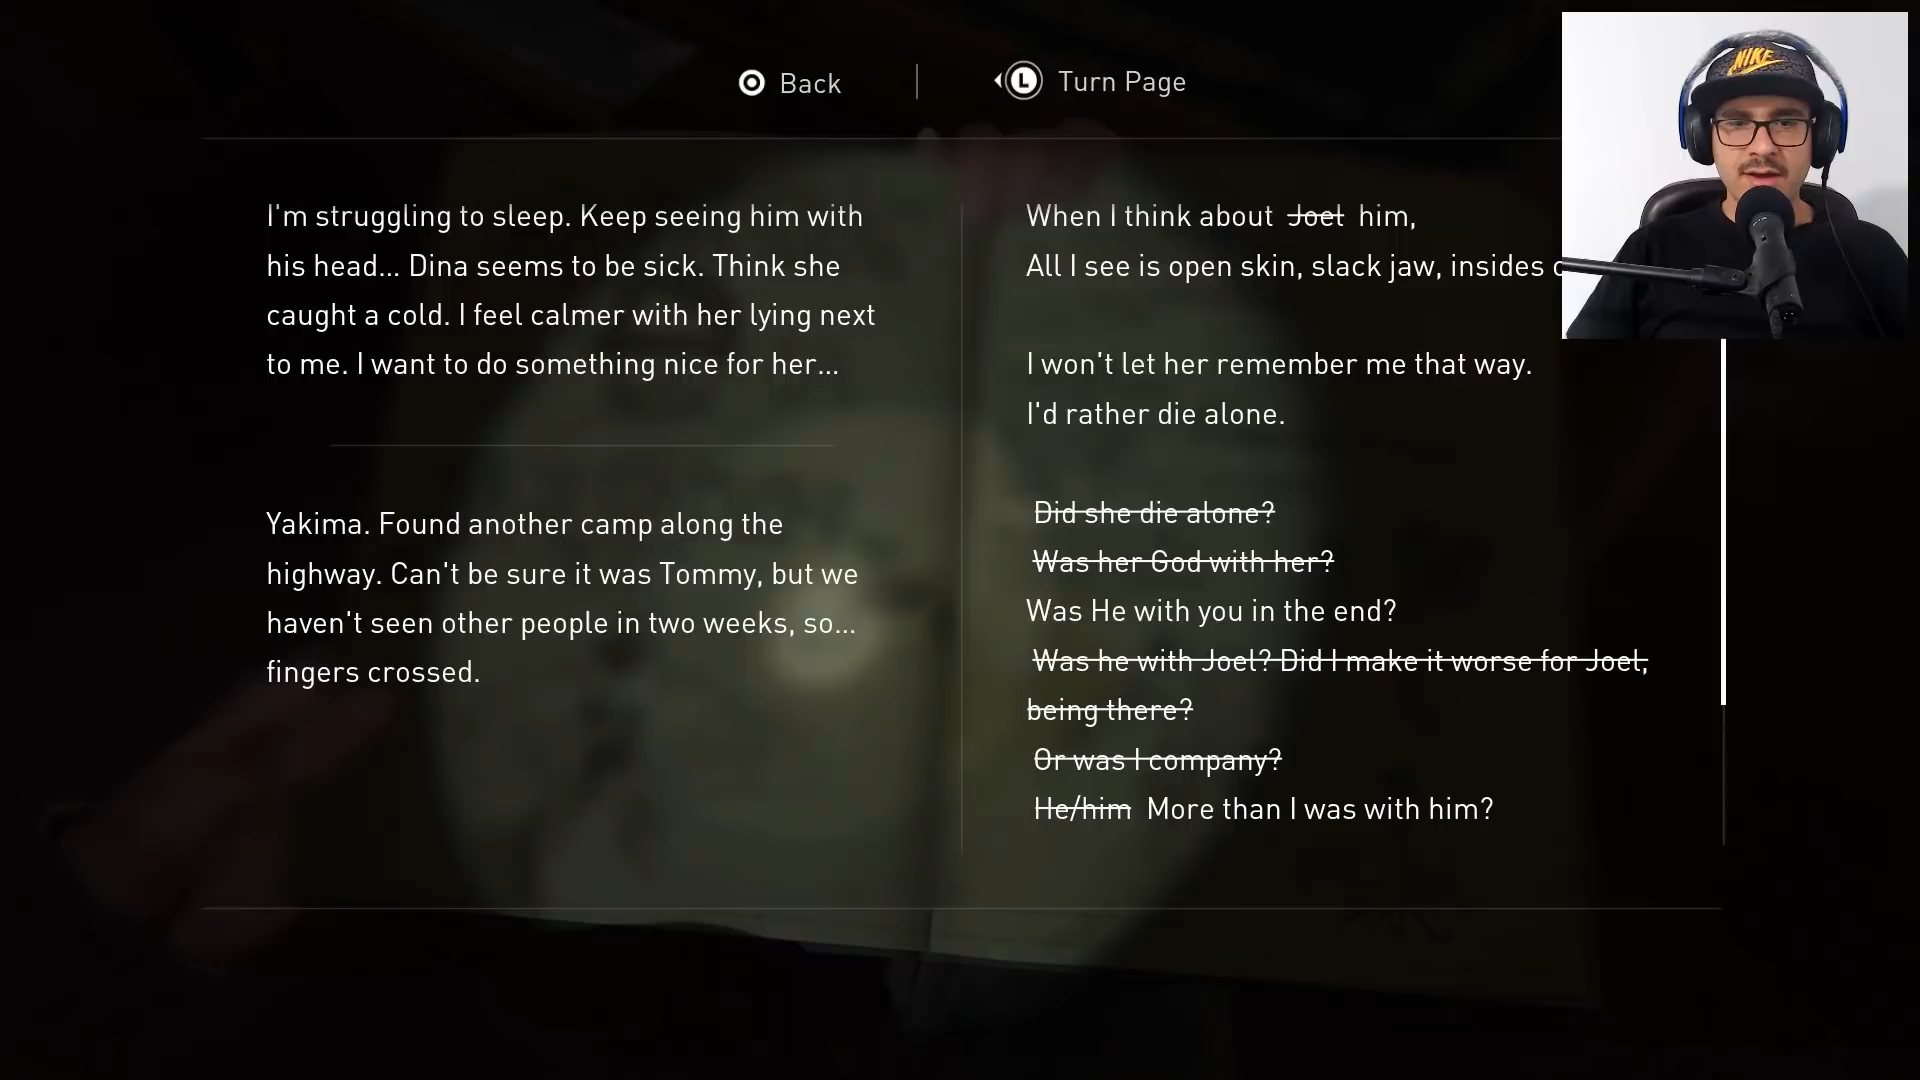 Back
L Turn Page
NIKE
I'm struggling to sleep. Keep seeing him with
his head... Dina seems to be sick. Think she
caught a cold. I feel calmer with her lying next
to me. I want to do something nice for her...
Yakima. Found another camp along the
highway. Can't be sure it was Tommy, but we
haven't seen other people in two weeks, so...
fingers crossed.
When I think about Joel him,
All I see is open skin, slack jaw, insides
I won't let her remember me that way.
I'd rather die alone.
Did she die alone?
Was her God with her?
Was He with you in the end?
Was he with Joel? Did I make it worse for Joel,
being there?
Or was I company?
He/him More than I was with him?